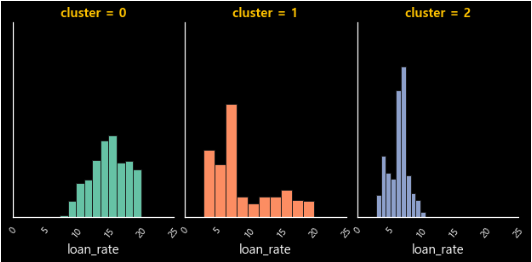 cluster = 0
cluster = 1
cluster = 2
0 5 10 15 20 25
0 5 10 15 20 25
0 5 10 15 20 25
loan_rate
loan_rate
loan_rate